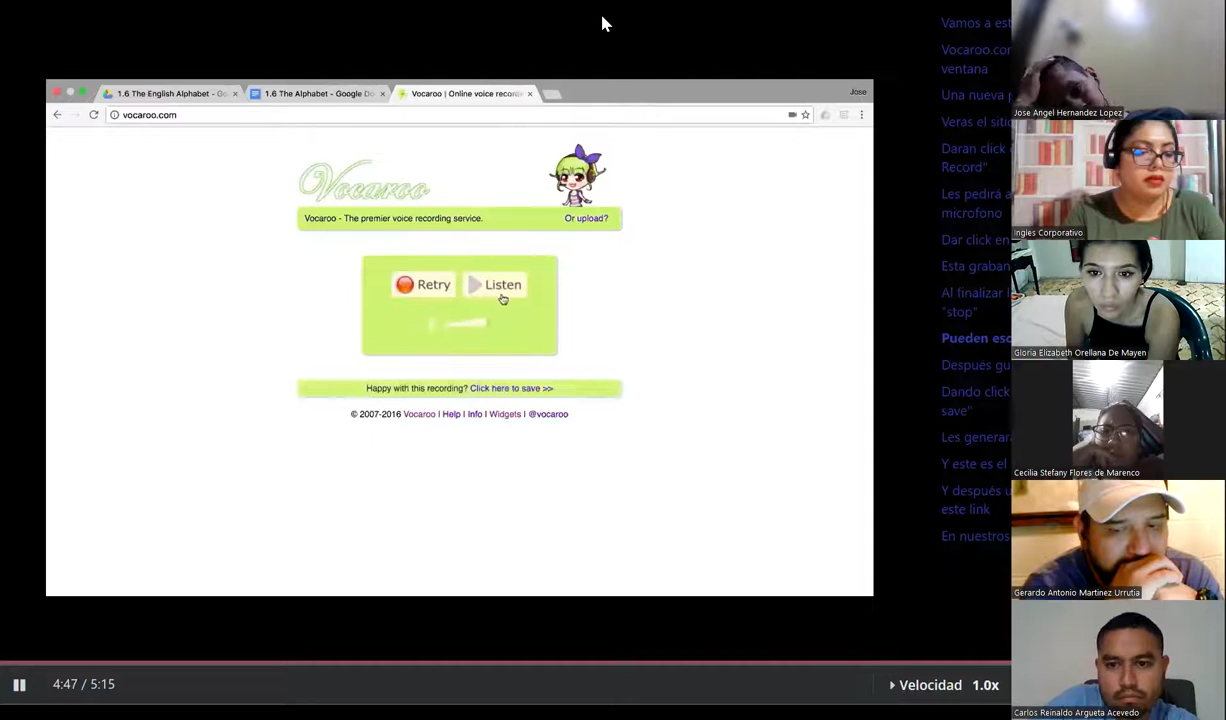 1.6 The English Alphabet - Go
1.6 The Alphabet - Google Do
Vocaroo | Online voice recorde
Jose
vocaroo.com
Vocaroo
Vocaroo - The premier voice recording service.
Or upload?
Retry
Listen
Happy with this recording? Click here to save >>
© 2007-2016 Vocaroo | Help | Info | Widgets | @vocaroo
Vamos a est
Vocaroo.co
ventana
Una nueva p
Veras el siti
Daran click
Record"
Les pedirá a
microfono
Dar click en
Esta graban
Al finalizar l
"stop"
Pueden esc
Después gu
Dando click
save"
Les generara
Y este es el
Y después u
este link
En nuestros
4:47 / 5:15
Velocidad 1.0x
Jose Angel Hernandez Lopez
Ingles Corporativo
Gloria Elizabeth Orellana De Mayen
Cecilia Stefany Flores de Marenco
Gerardo Antonio Martinez Urrutia
Carlos Reinaldo Argueta Acevedo